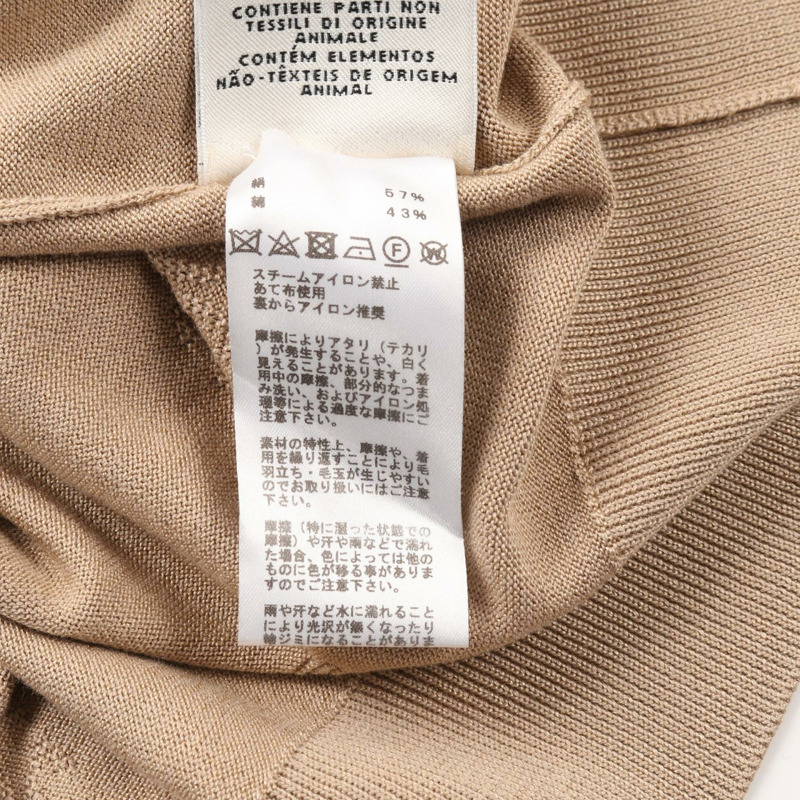 CONTIENE PARTI NON
TESSILI DI ORIGINE
ANIMALE
CONTÉM ELEMENTOS
NÃO-TÊXTEIS DE ORIGEM
ANIMAL
絹 57%
綿 43%
F W
スチームアイロン禁止
あて布使用
裏からアイロン推奨
摩擦によりアタリ（テカリ
）が発生することや、白く
見えることがあります。着
用中の摩擦、部分的なつま
み洗い、およびアイロン処
理等による過度な摩擦にご
注意下さい。
素材の特性上、摩擦や、着
用を繰り返すことにより毛
羽立ち・毛玉が生じやすい
のでお取り扱いにはご注意
下さい。
摩擦（特に湿った状態での
摩擦）や汗や雨などで濡れ
た場合、色によっては他の
ものに色が移る事がありま
すのでご注意下さい。
雨や汗など水に濡れること
により光沢が無くなったり
輪ジミになることがありま